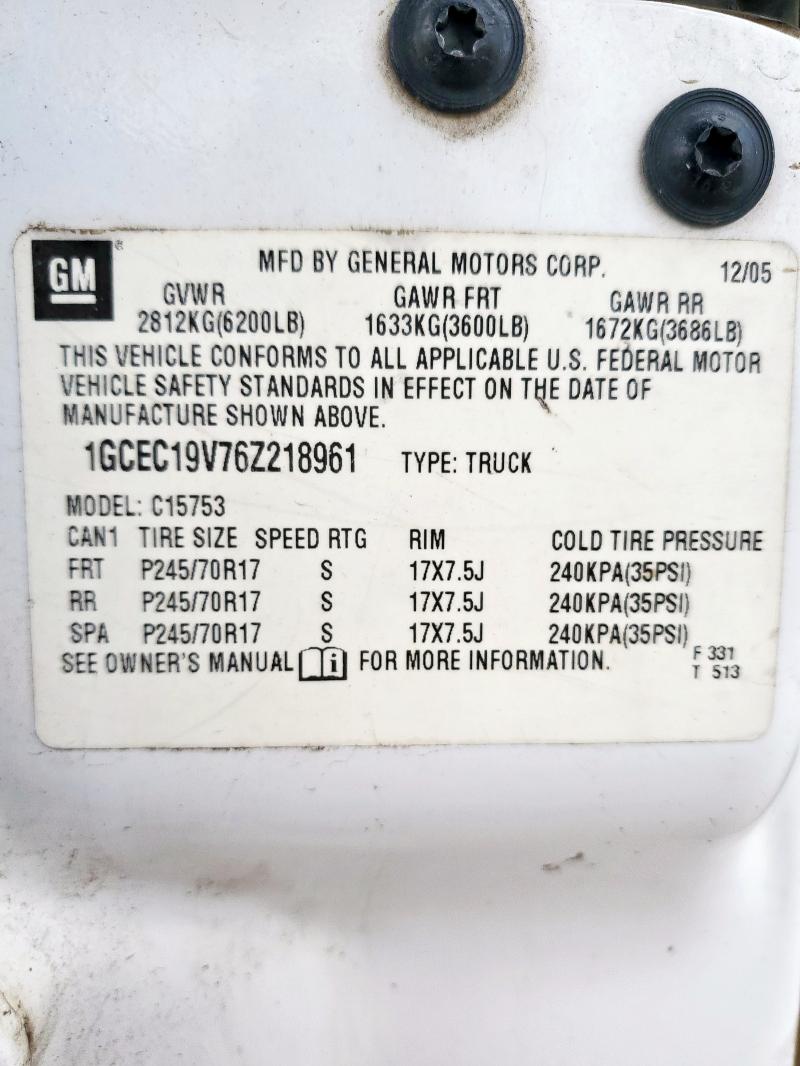 GM ®
MFD BY GENERAL MOTORS CORP. 12/05
GVWR GAWR FRT GAWR RR
2812KG(6200LB) 1633KG(3600LB) 1672KG(3686LB)
THIS VEHICLE CONFORMS TO ALL APPLICABLE U.S. FEDERAL MOTOR
VEHICLE SAFETY STANDARDS IN EFFECT ON THE DATE OF
MANUFACTURE SHOWN ABOVE.
1GCEC19V76Z218961 TYPE: TRUCK
MODEL: C15753
CAN1 TIRE SIZE SPEED RTG RIM COLD TIRE PRESSURE
FRT P245/70R17 S 17X7.5J 240KPA(35PSI)
RR P245/70R17 S 17X7.5J 240KPA(35PSI)
SPA P245/70R17 S 17X7.5J 240KPA(35PSI)
SEE OWNER'S MANUAL i FOR MORE INFORMATION. F 331
T 513